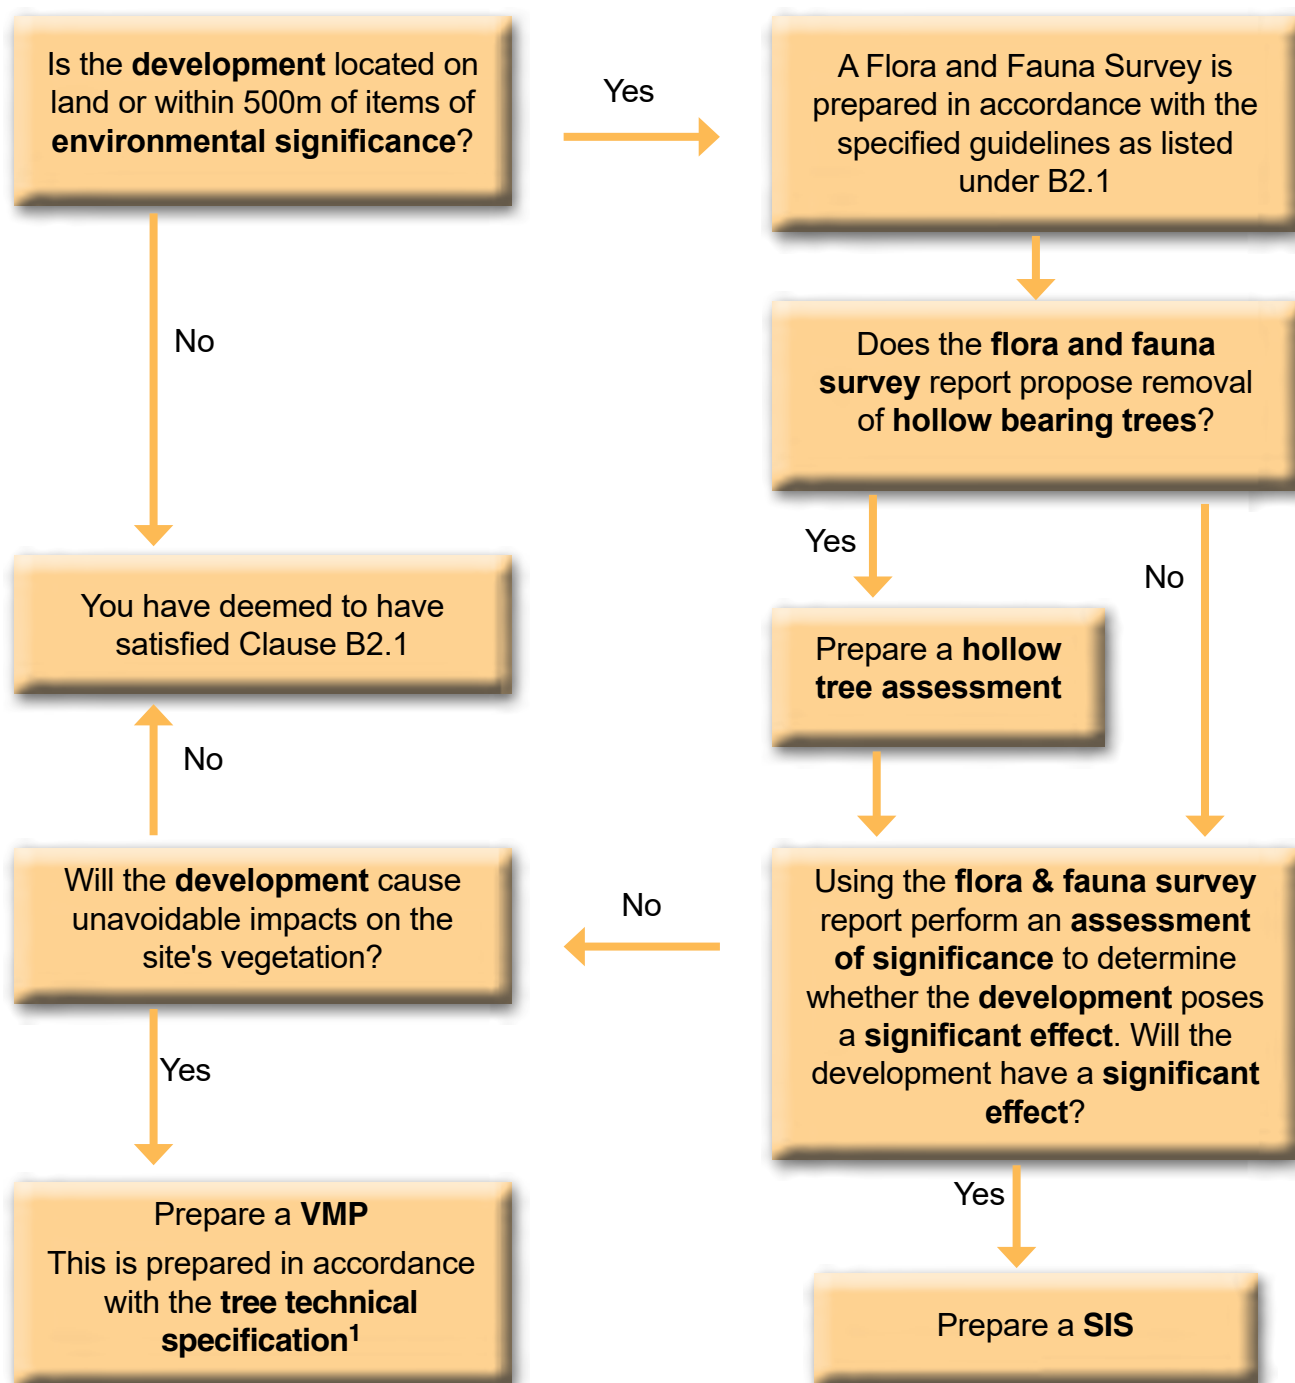 Is the development located on
land or within 500m of items of
environmental significance?
Yes
A Flora and Fauna Survey is
prepared in accordance with the
specified guidelines as listed
under B2.1
No
Does the flora and fauna
survey report propose removal
of hollow bearing trees?
Yes
No
You have deemed to have
satisfied Clause B2.1
Prepare a hollow
tree assessment
No
Will the development cause
unavoidable impacts on the
site's vegetation?
No
Using the flora & fauna survey
report perform an assessment
of significance to determine
whether the development poses
a significant effect. Will the
development have a significant
effect?
Yes
Yes
Prepare a VMP
This is prepared in accordance
with the tree technical
specification¹
Prepare a SIS